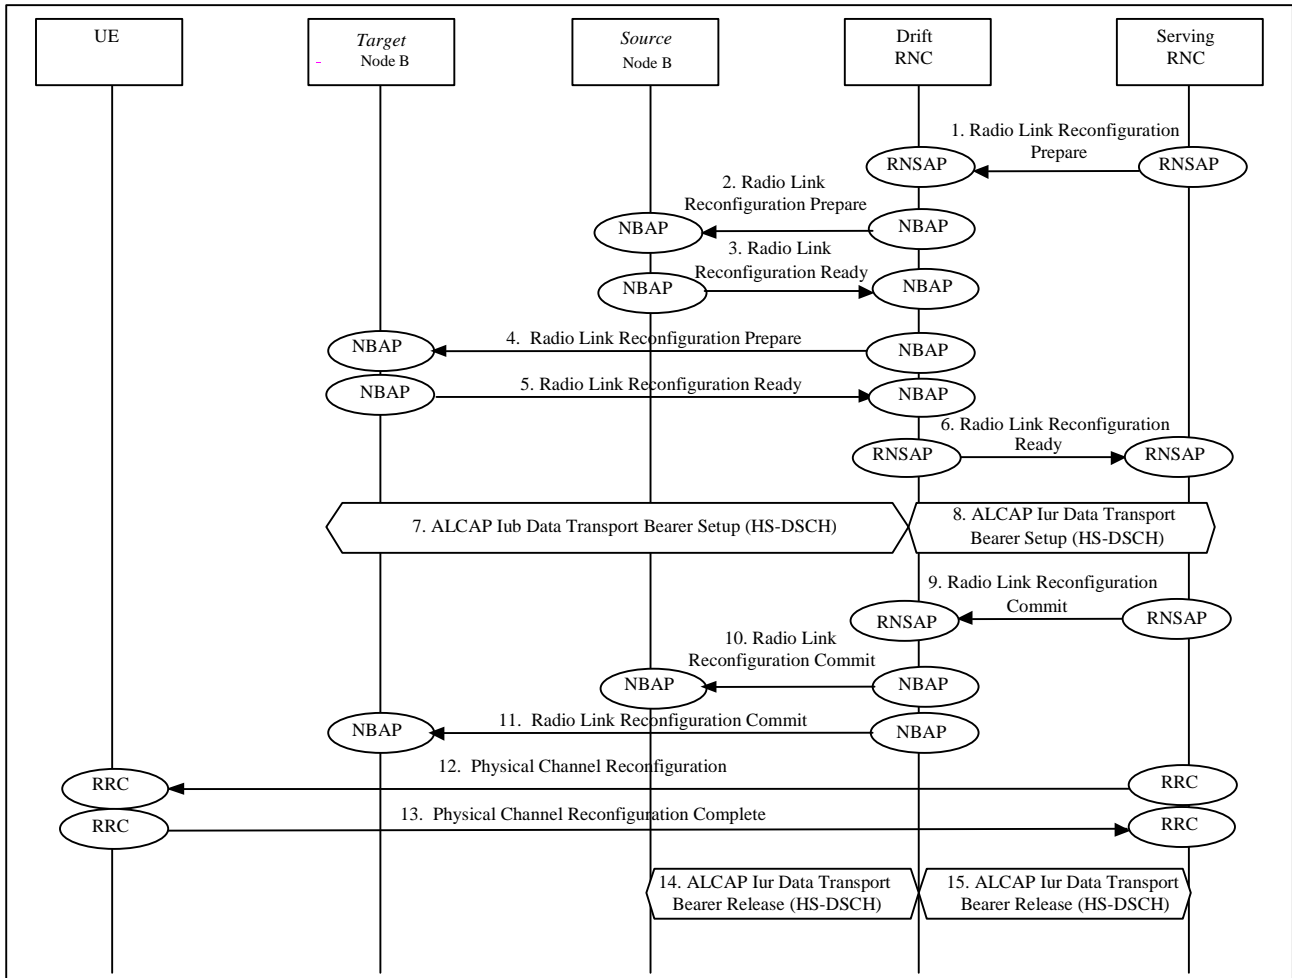 UE
Target
- Node B
Source
Node B
Drift
RNC
Serving
RNC
1. Radio Link Reconfiguration
Prepare
RNSAP
RNSAP
2. Radio Link
Reconfiguration Prepare
NBAP
NBAP
3. Radio Link
Reconfiguration Ready
NBAP
NBAP
4. Radio Link Reconfiguration Prepare
NBAP
NBAP
5. Radio Link Reconfiguration Ready
NBAP
NBAP
6. Radio Link Reconfiguration
Ready
RNSAP
RNSAP
7. ALCAP Iub Data Transport Bearer Setup (HS-DSCH)
8. ALCAP Iur Data Transport
Bearer Setup (HS-DSCH)
9. Radio Link Reconfiguration
Commit
RNSAP
RNSAP
10. Radio Link
Reconfiguration Commit
NBAP
NBAP
11. Radio Link Reconfiguration Commit
NBAP
NBAP
12. Physical Channel Reconfiguration
RRC
RRC
13. Physical Channel Reconfiguration Complete
RRC
RRC
14. ALCAP Iur Data Transport
Bearer Release (HS-DSCH)
15. ALCAP Iur Data Transport
Bearer Release (HS-DSCH)